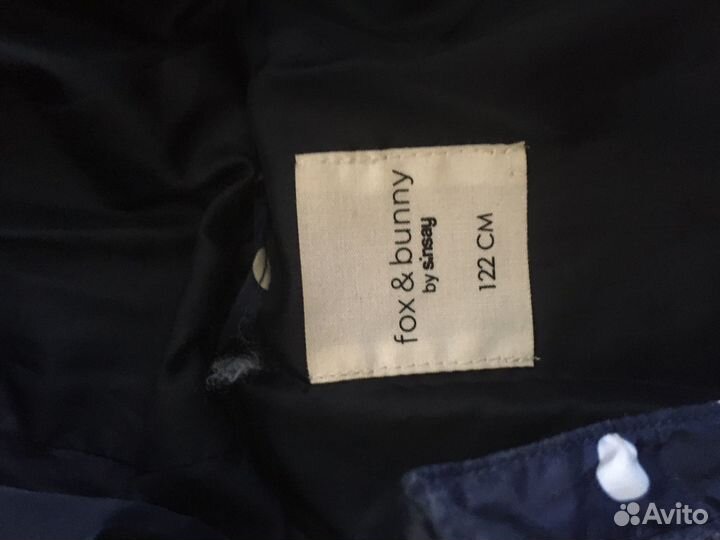 fox & bunny
by sinsay
122 CM
Avito